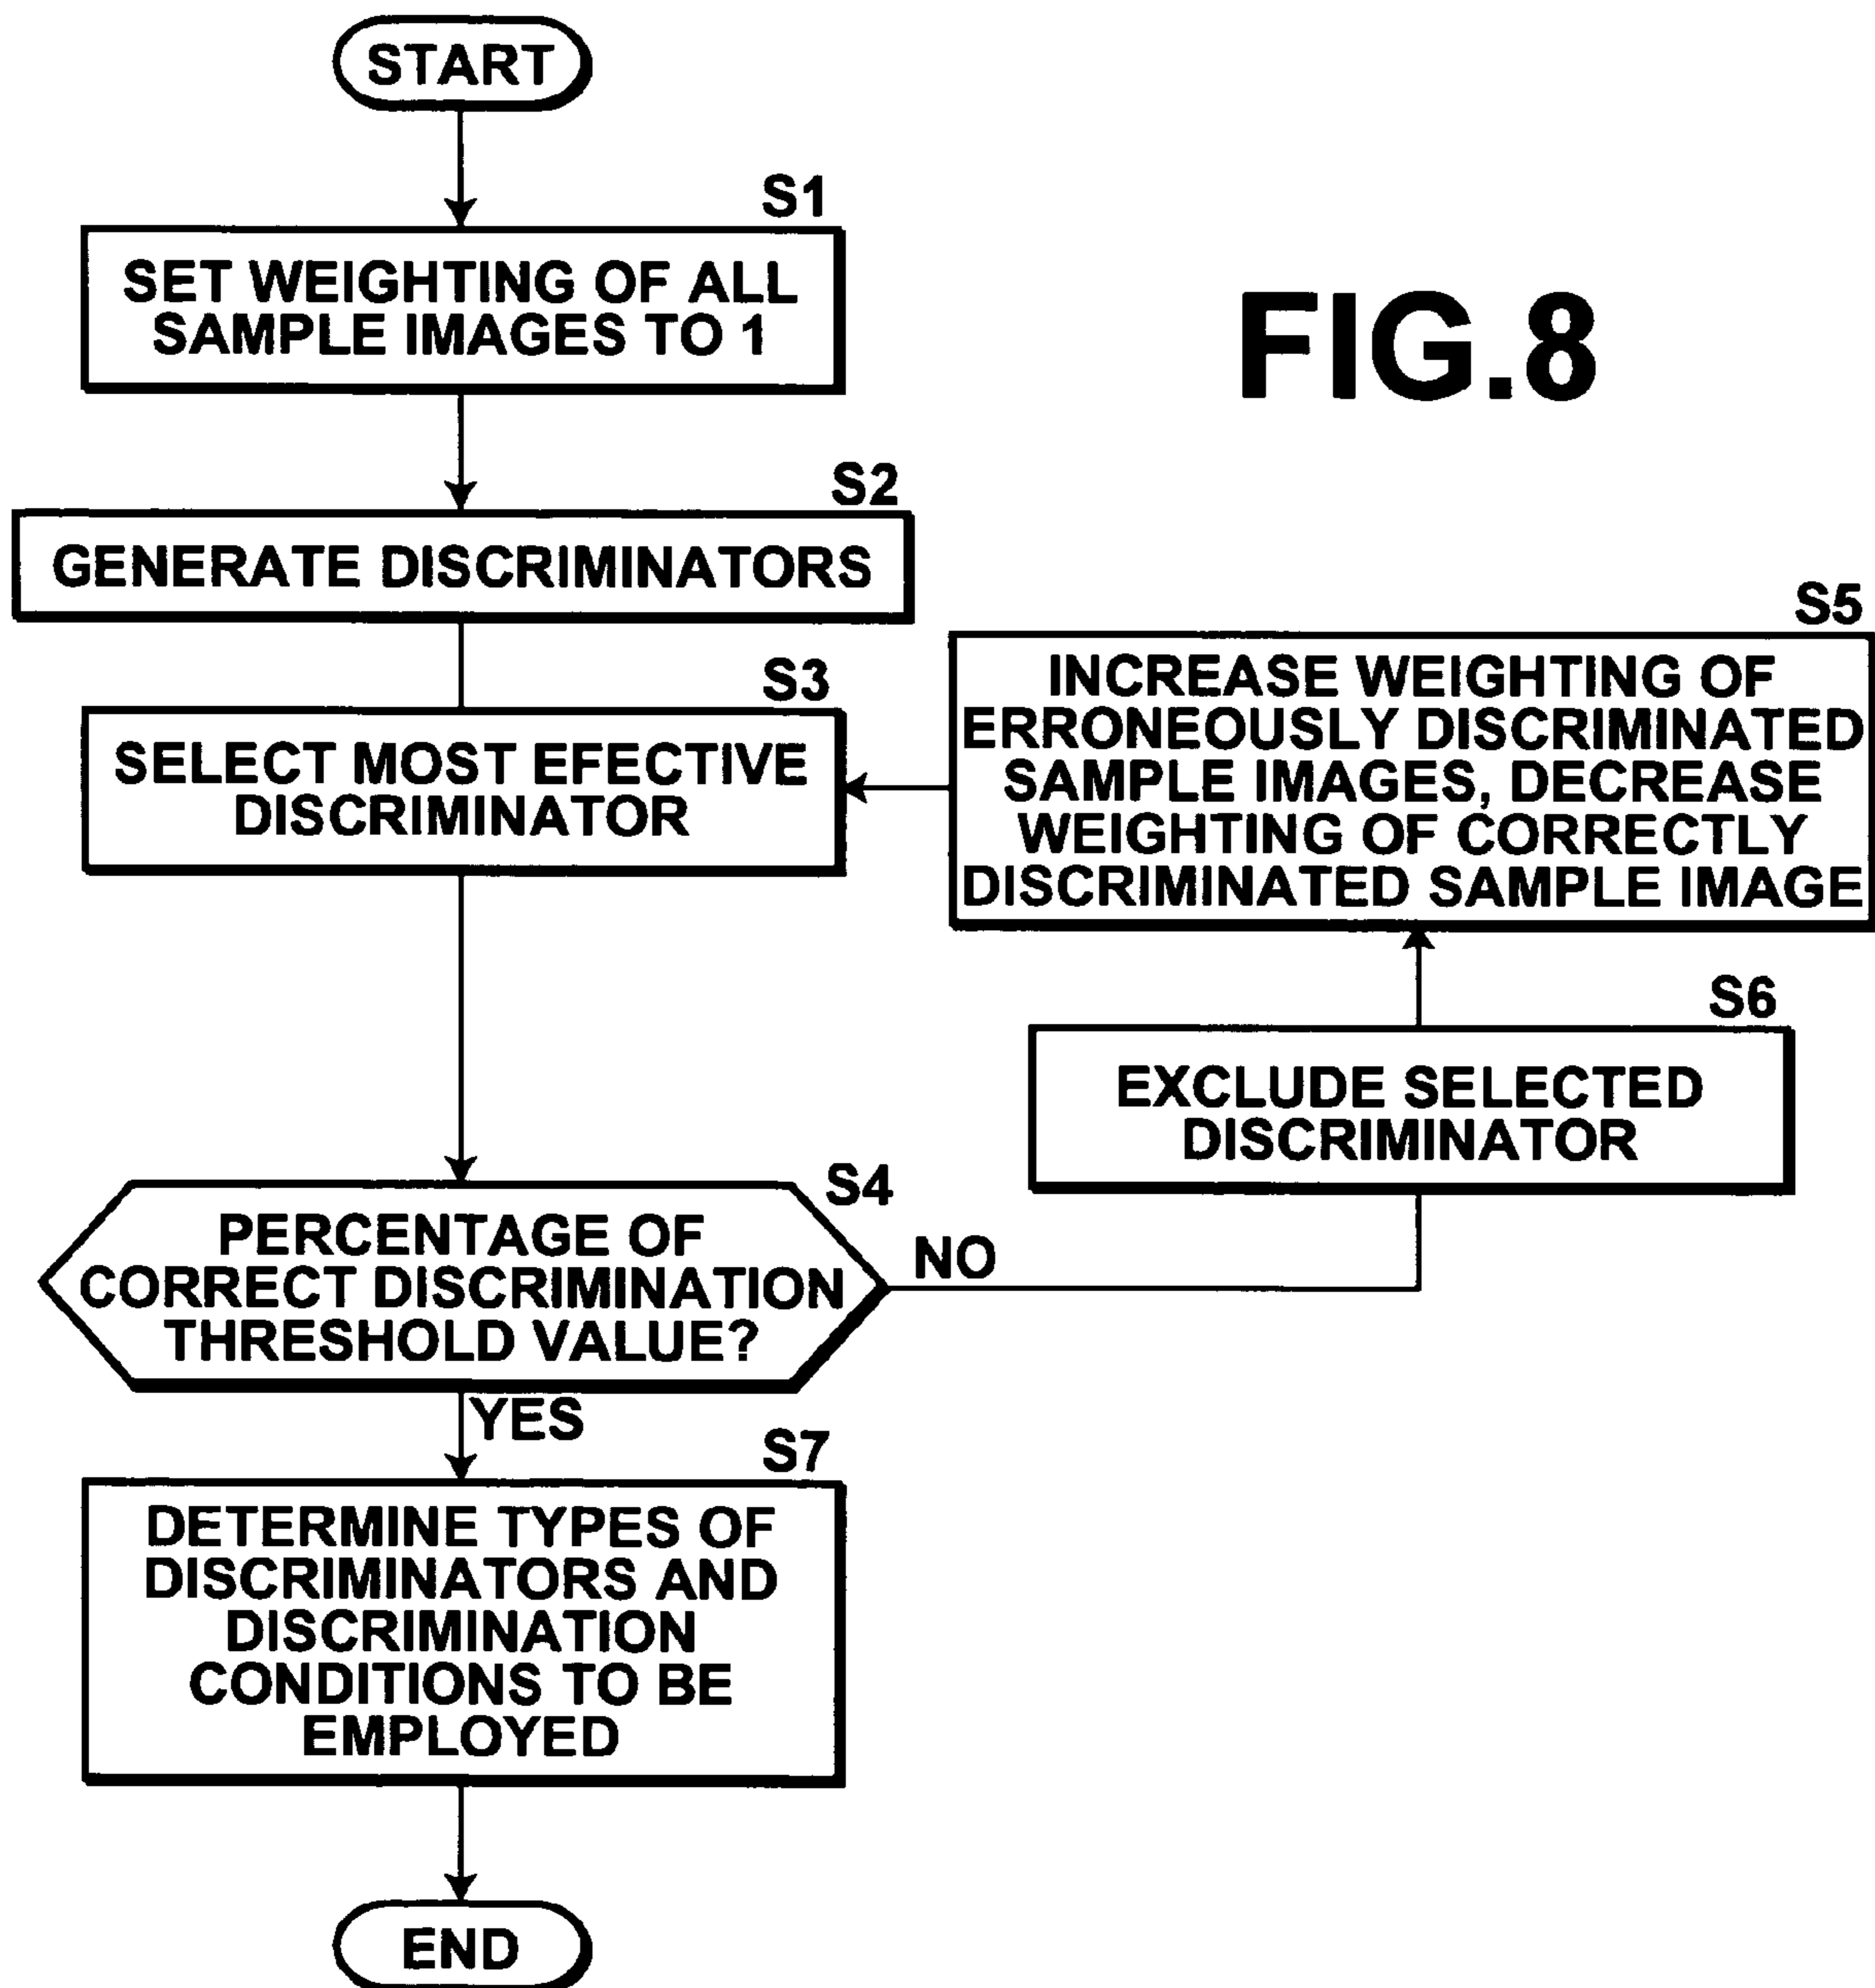 START
S1
SET WEIGHTING OF ALL
SAMPLE IMAGES TO 1
FIG.8
S2
GENERATE DISCRIMINATORS
S3
SELECT MOST EFECTIVE
DISCRIMINATOR
S5
INCREASE WEIGHTING OF
ERRONEOUSLY DISCRIMINATED
SAMPLE IMAGES, DECREASE
WEIGHTING OF CORRECTLY
DISCRIMINATED SAMPLE IMAGE
S6
EXCLUDE SELECTED
DISCRIMINATOR
S4
PERCENTAGE OF
CORRECT DISCRIMINATION
THRESHOLD VALUE?
NO
YES
S7
DETERMINE TYPES OF
DISCRIMINATORS AND
DISCRIMINATION
CONDITIONS TO BE
EMPLOYED
END